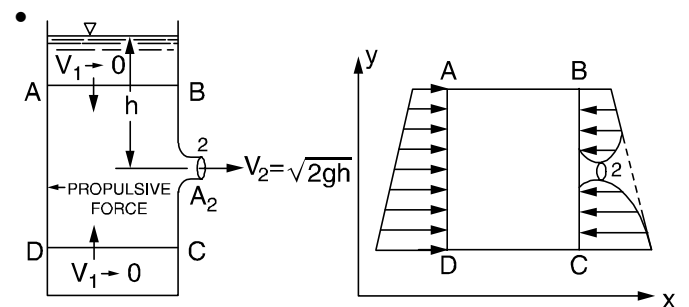 •
V₁→0
A B
h
2
V₂=√2gh
A₂
←PROPULSIVE
FORCE
D C
V₁→0
y
A B
2
D C
x